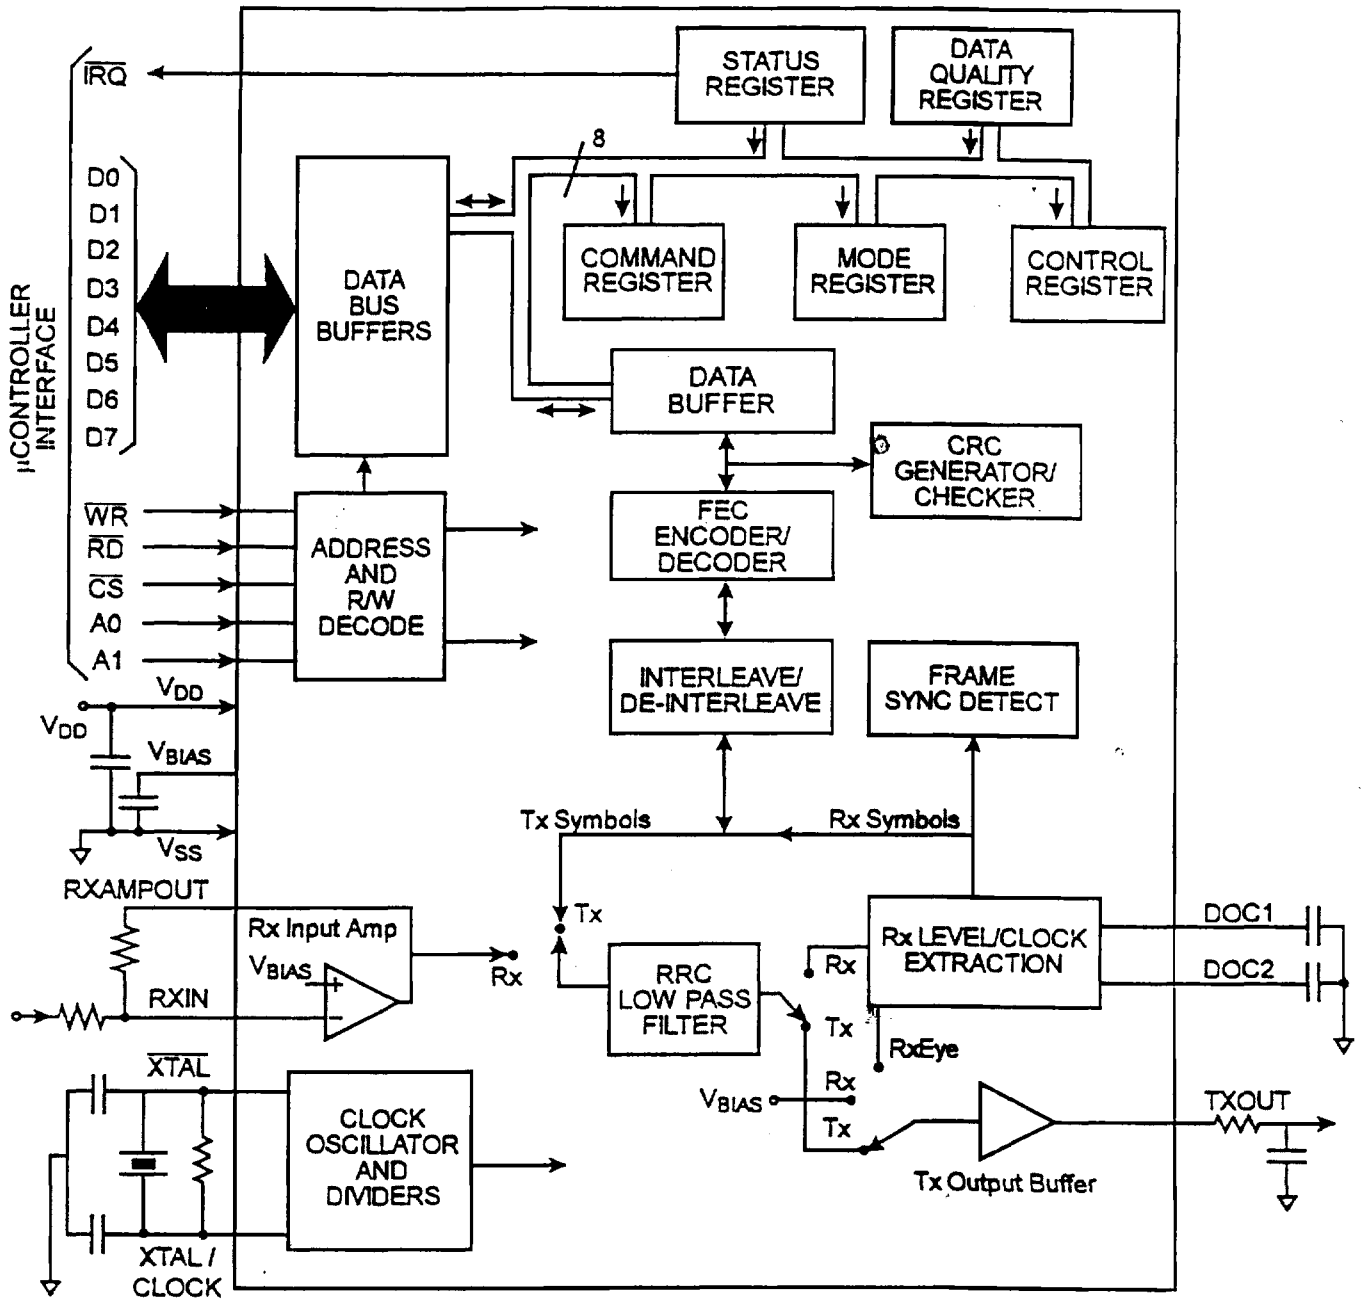 STATUS
REGISTER
DATA
QUALITY
REGISTER
IRQ
8
D0
D1
D2
D3
D4
D5
D6
D7
µCONTROLLER
INTERFACE
DATA
BUS
BUFFERS
COMMAND
REGISTER
MODE
REGISTER
CONTROL
REGISTER
DATA
BUFFER
CRC
GENERATOR/
CHECKER
WR
RD
CS
A0
A1
ADDRESS
AND
R/W
DECODE
FEC
ENCODER/
DECODER
INTERLEAVE/
DE-INTERLEAVE
FRAME
SYNC DETECT
VDD
VDD
VBIAS
VSS
Tx Symbols
Rx Symbols
RXAMPOUT
Rx Input Amp
VBIAS
+
−
RXIN
Rx
Tx
RRC
LOW PASS
FILTER
Rx
Tx
Rx LEVEL/CLOCK
EXTRACTION
DOC1
DOC2
RxEye
VBIAS
Rx
Tx
TXOUT
Tx Output Buffer
XTAL
CLOCK
OSCILLATOR
AND
DIVIDERS
XTAL /
CLOCK